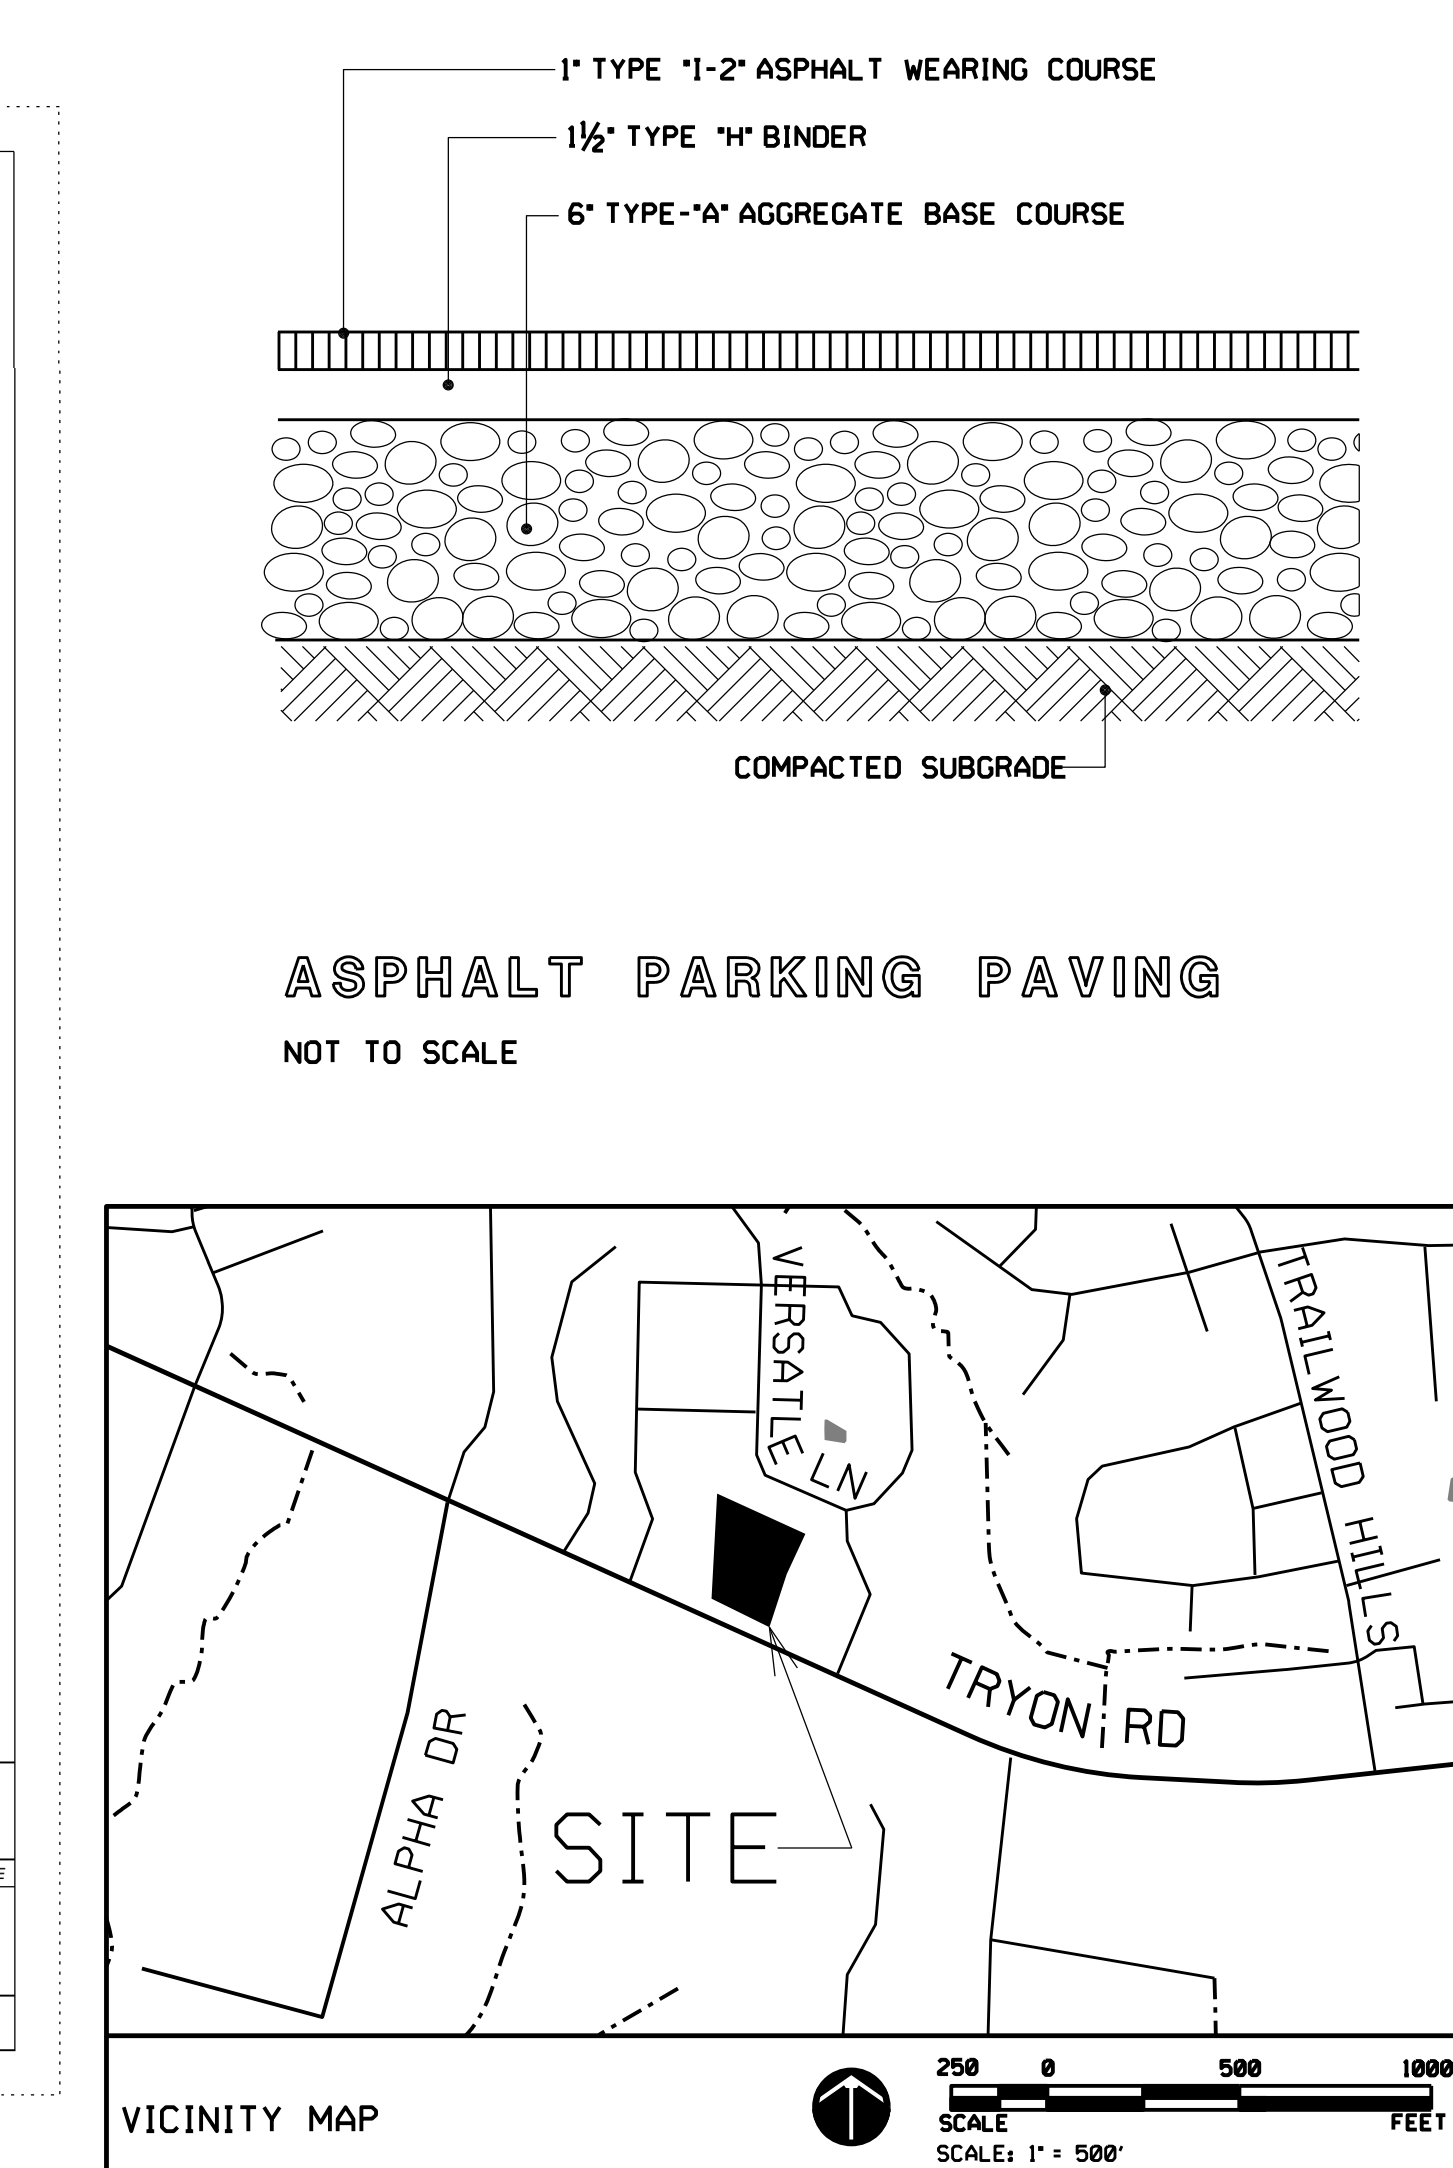 1" TYPE "I-2" ASPHALT WEARING COURSE
1½" TYPE "H" BINDER
6" TYPE-"A" AGGREGATE BASE COURSE
COMPACTED SUBGRADE
ASPHALT PARKING PAVING
NOT TO SCALE
VERSATLE LN
TRAILWOOD HILLS
TRYON RD
ALPHA DR
SITE
E
250 0 500 1000
SCALE FEET
VICINITY MAP
SCALE: 1" = 500'